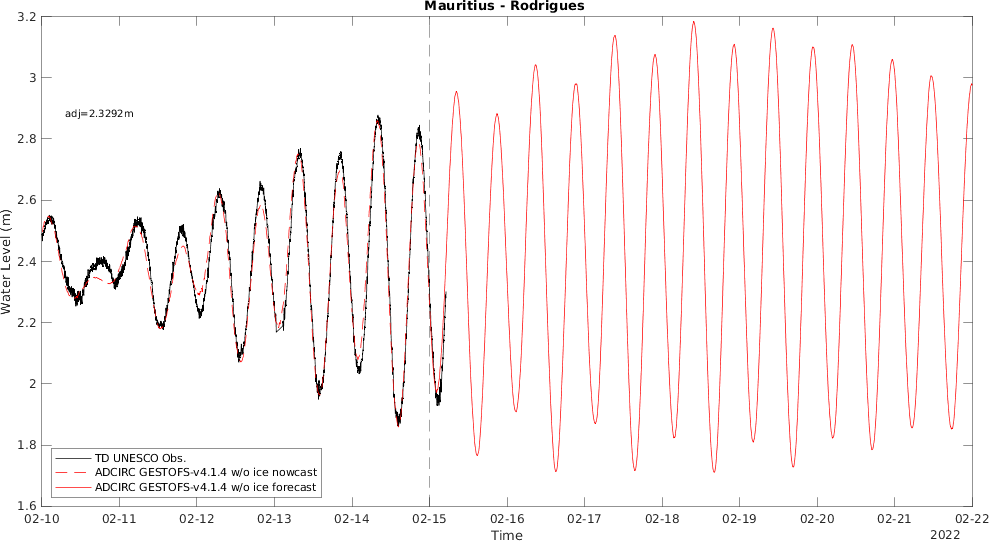 Mauritius - Rodrigues
3.2
3
2.8
2.6
2.4
2.2
2
1.8
1.6
Water Level (m)
adj=2.3292m
TD UNESCO Obs.
ADCIRC GESTOFS-v4.1.4 w/o ice nowcast
ADCIRC GESTOFS-v4.1.4 w/o ice forecast
02-10 02-11 02-12 02-13 02-14 02-15 02-16 02-17 02-18 02-19 02-20 02-21 02-22
Time
2022